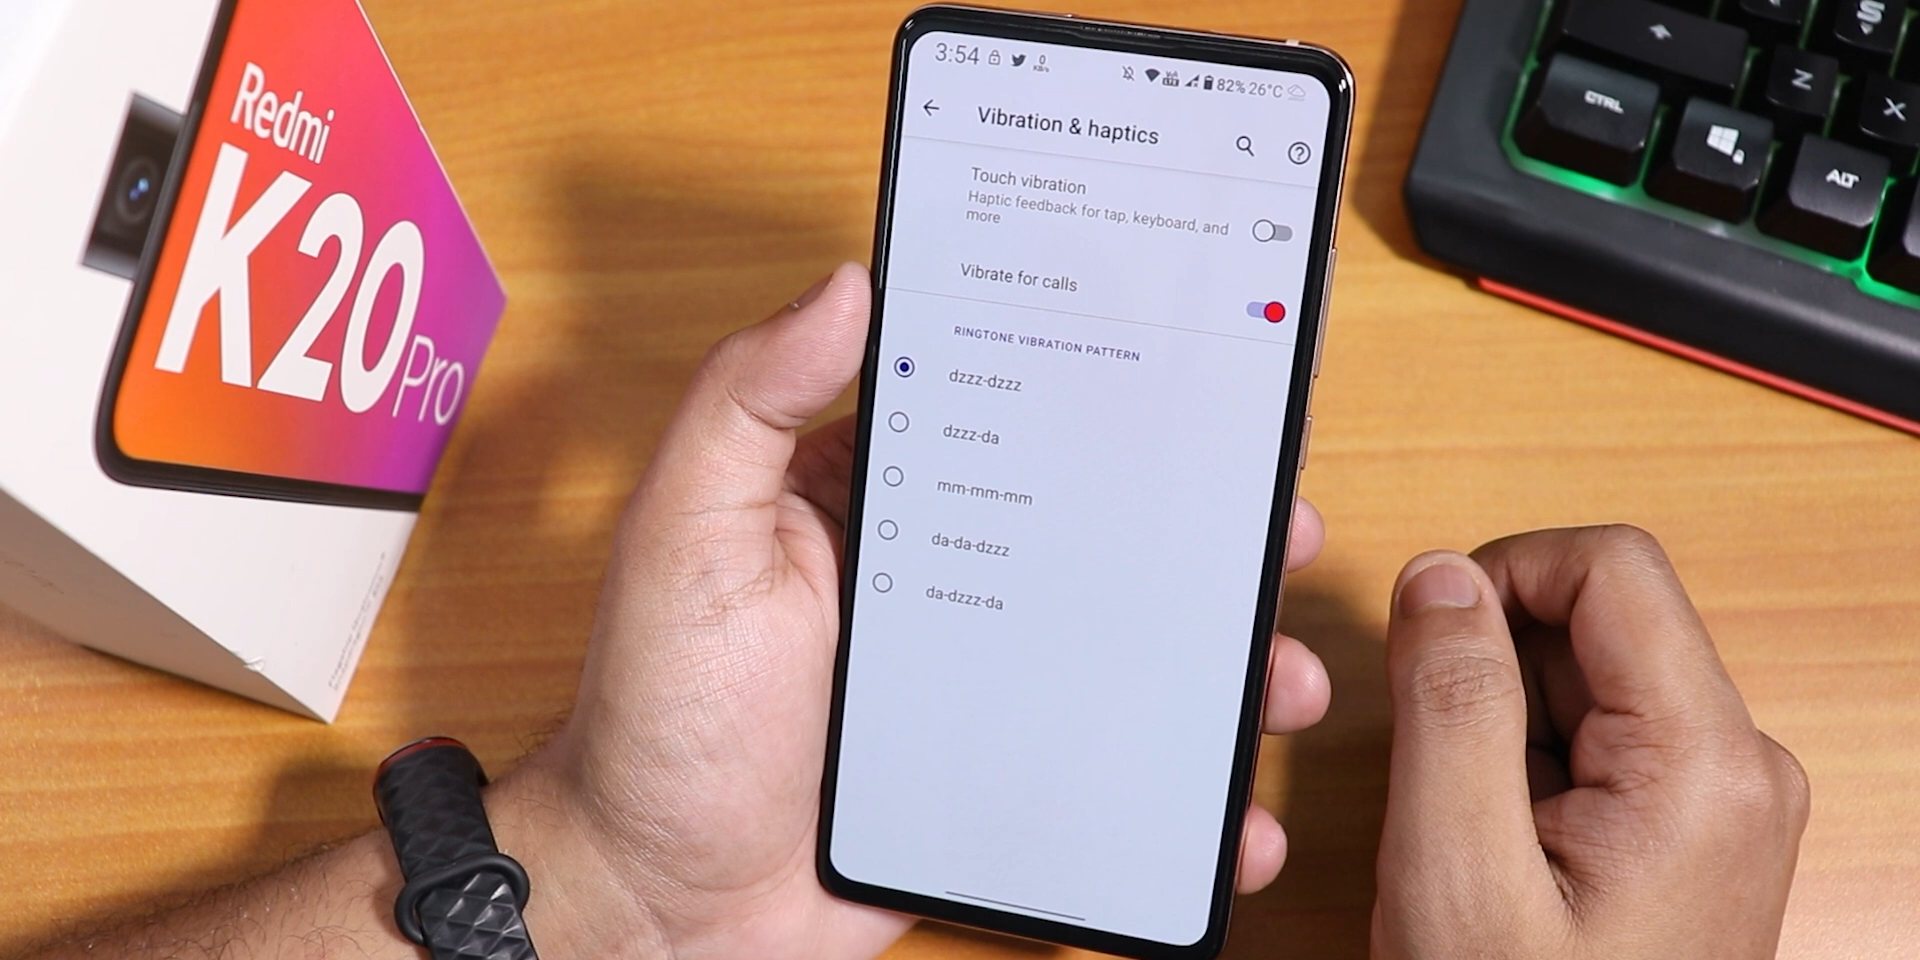 Redmi
K20 Pro
3:54
0
KB/s
82% 26°C
Vibration & haptics
Touch vibration
Haptic feedback for tap, keyboard, and
more
Vibrate for calls
RINGTONE VIBRATION PATTERN
dzzz-dzzz
dzzz-da
mm-mm-mm
da-da-dzzz
da-dzzz-da
S
Z
X
CTRL
ALT